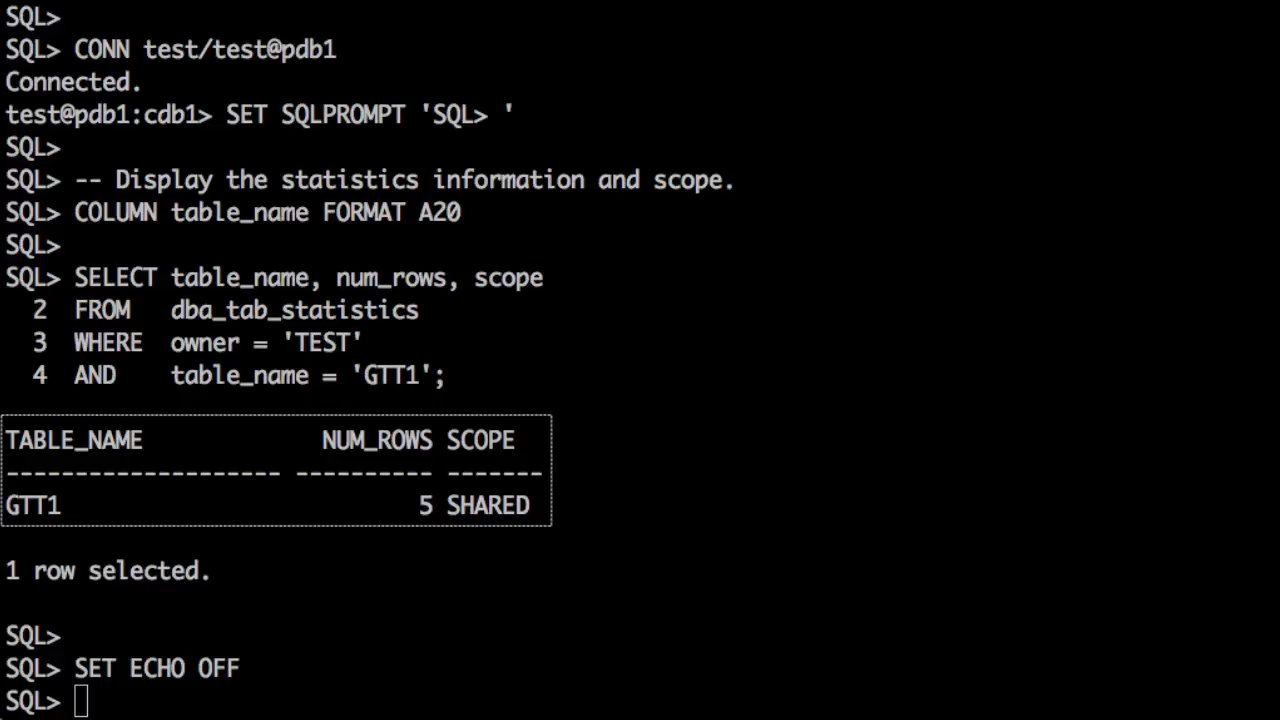 SQL>
SQL> CONN test/test@pdb1
Connected.
test@pdb1:cdb1> SET SQLPROMPT 'SQL> '
SQL>
SQL> -- Display the statistics information and scope.
SQL> COLUMN table_name FORMAT A20
SQL>
SQL> SELECT table_name, num_rows, scope
  2  FROM   dba_tab_statistics
  3  WHERE  owner = 'TEST'
  4  AND    table_name = 'GTT1';
TABLE_NAME             NUM_ROWS SCOPE
-------------------- ---------- -------
GTT1                          5 SHARED
1 row selected.
SQL>
SQL> SET ECHO OFF
SQL>